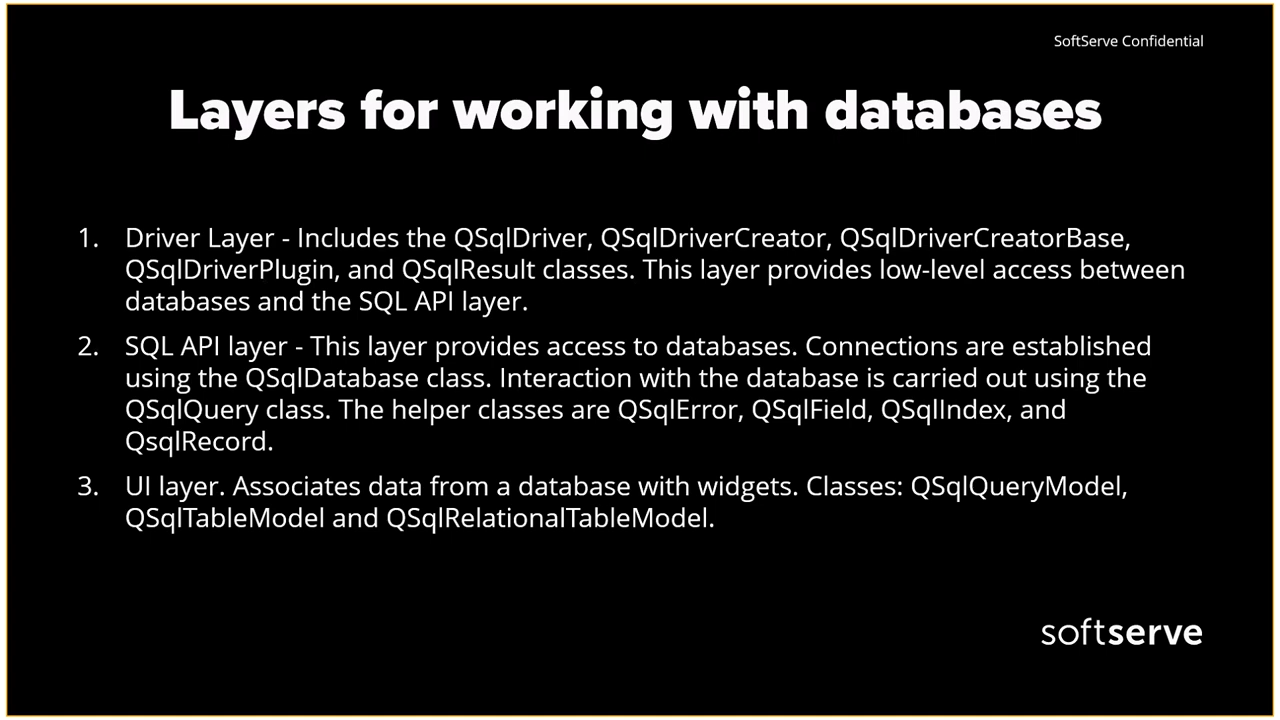 SoftServe Confidential
Layers for working with databases
1. Driver Layer - Includes the QSqlDriver, QSqlDriverCreator, QSqlDriverCreatorBase,
QSqlDriverPlugin, and QSqlResult classes. This layer provides low-level access between
databases and the SQL API layer.
2. SQL API layer - This layer provides access to databases. Connections are established
using the QSqlDatabase class. Interaction with the database is carried out using the
QSqlQuery class. The helper classes are QSqlError, QSqlField, QSqlIndex, and
QsqlRecord.
3. UI layer. Associates data from a database with widgets. Classes: QSqlQueryModel,
QSqlTableModel and QSqlRelationalTableModel.
softserve